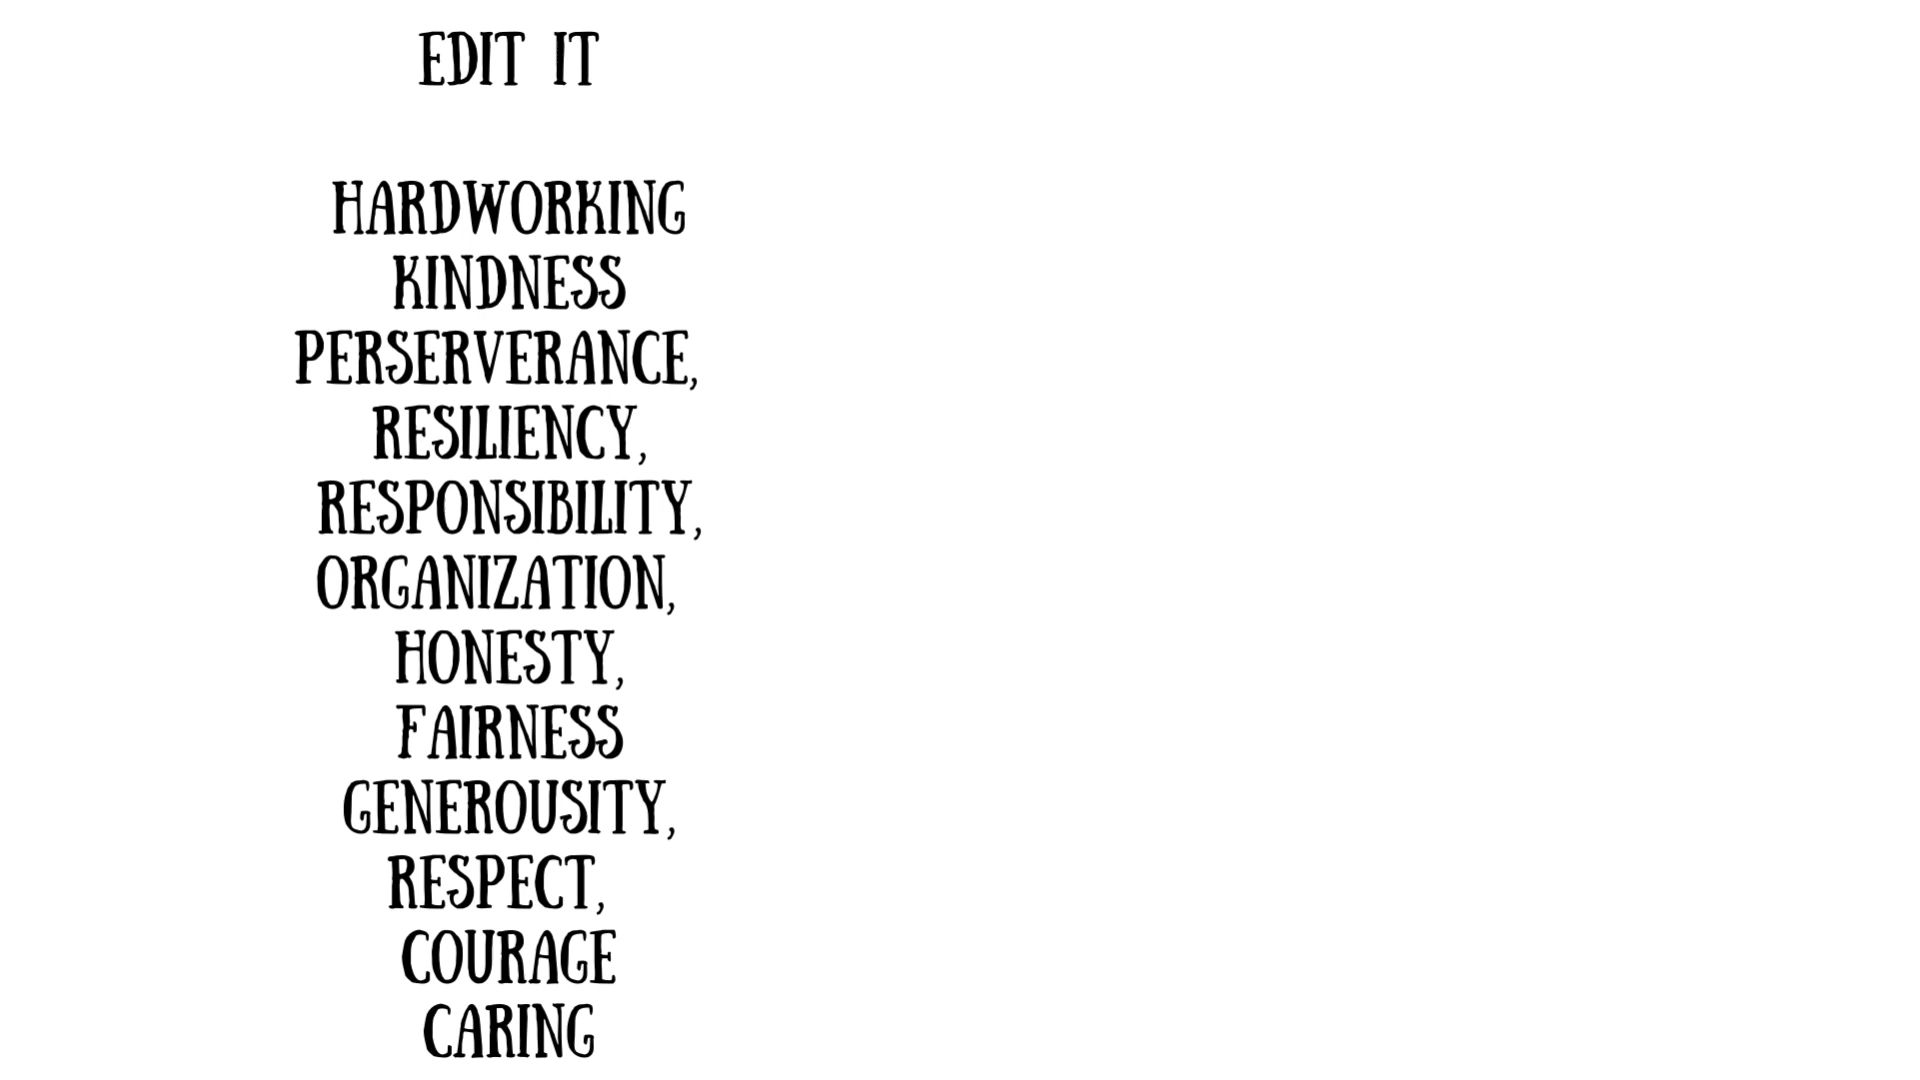 EDIT IT
HARDWORKING
KINDNESS
PERSERVERANCE,
RESILIENCY,
RESPONSIBILITY,
ORGANIZATION,
HONESTY,
FAIRNESS
GENEROUSITY,
RESPECT,
COURAGE
CARING